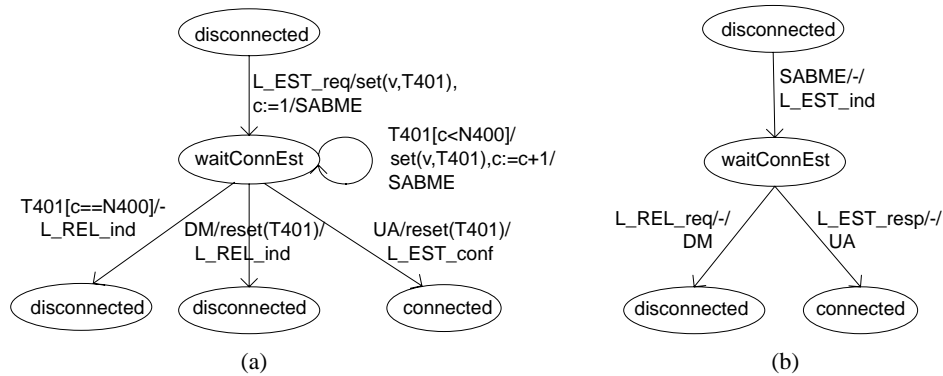 disconnected
L_EST_req/set(v,T401),
c:=1/SABME
waitConnEst
T401[c<N400]/
set(v,T401),c:=c+1/
SABME
T401[c==N400]/-
L_REL_ind
DM/reset(T401)/
L_REL_ind
UA/reset(T401)/
L_EST_conf
disconnected
disconnected
connected
(a)
disconnected
SABME/-/
L_EST_ind
waitConnEst
L_REL_req/-/
DM
L_EST_resp/-/
UA
disconnected
connected
(b)